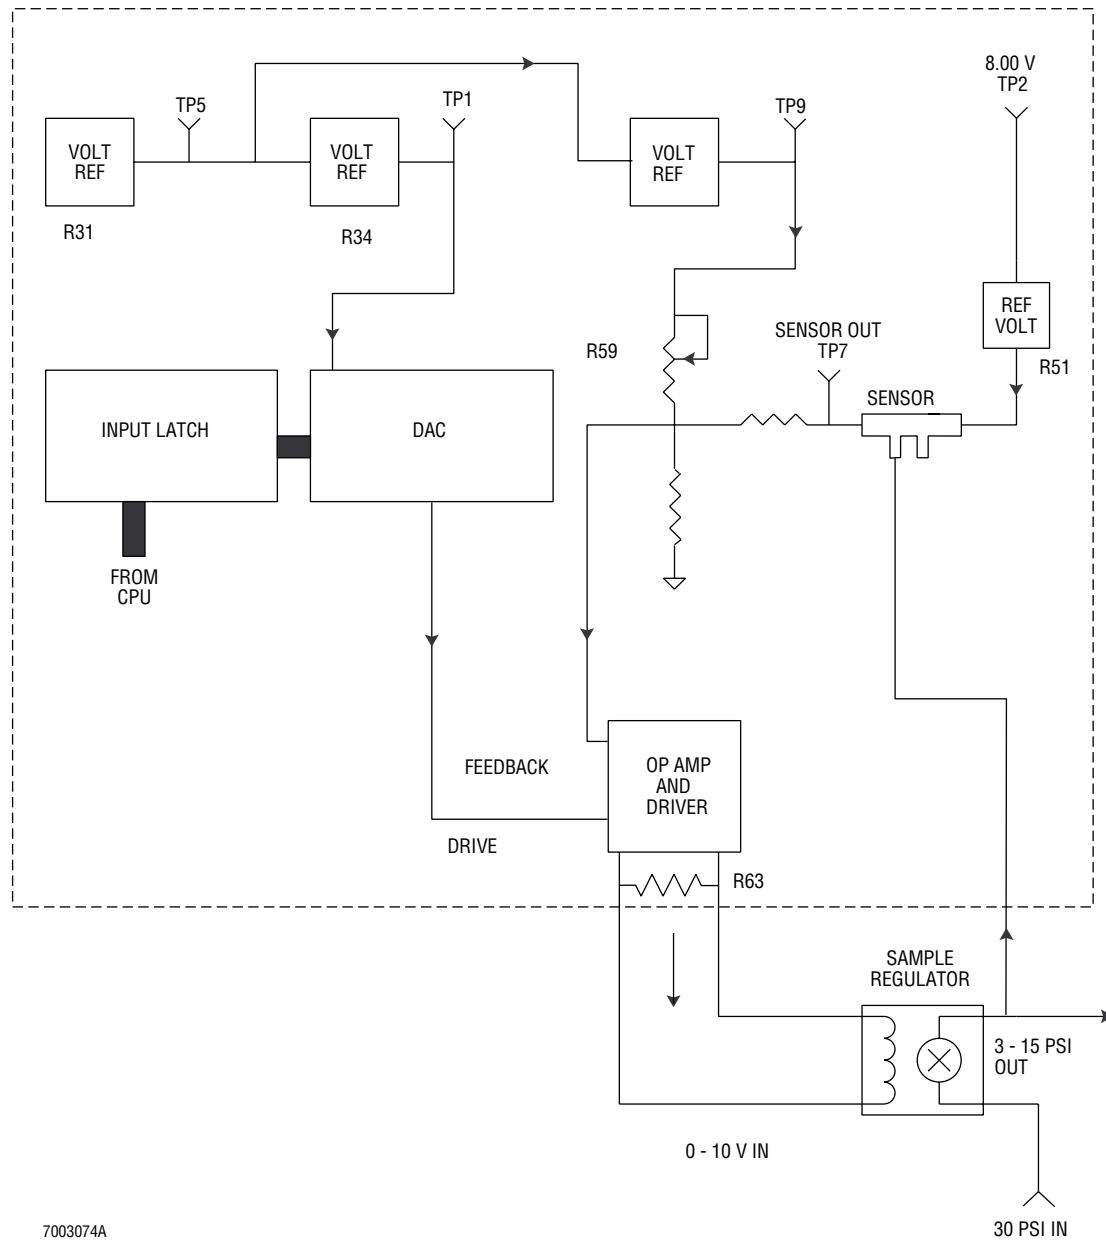 8.00 V
TP2
TP5
TP1
TP9
VOLT
REF
VOLT
REF
VOLT
REF
R31
R34
REF
VOLT
SENSOR OUT
TP7
R59
R51
SENSOR
INPUT LATCH
DAC
FROM
CPU
FEEDBACK
OP AMP
AND
DRIVER
DRIVE
R63
SAMPLE
REGULATOR
3 - 15 PSI
OUT
0 - 10 V IN
30 PSI IN
7003074A